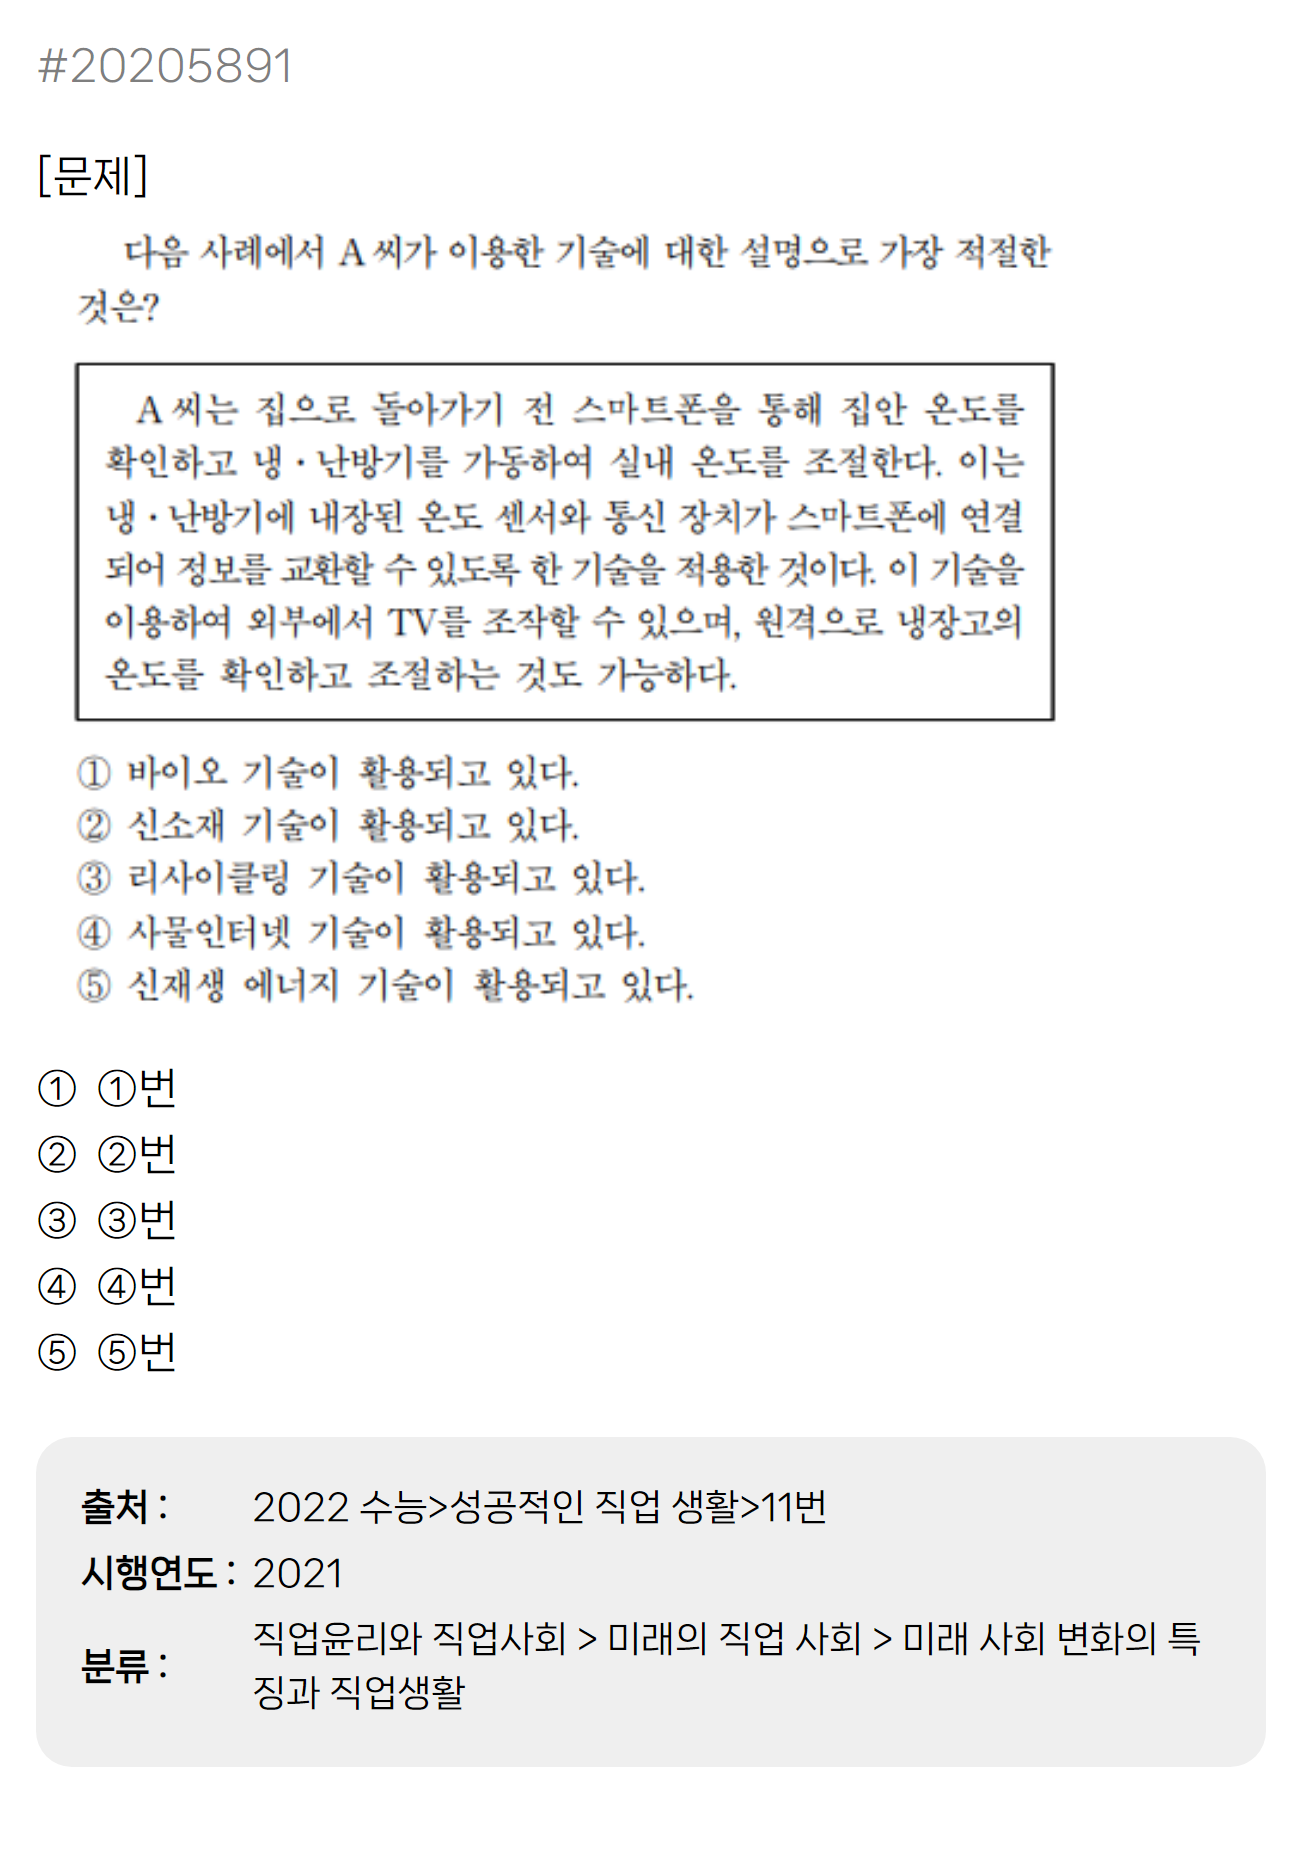 #20205891
[문제]
다음 사례에서 A 씨가 이용한 기술에 대한 설명으로 가장 적절한
것은?
A 씨는 집으로 돌아가기 전 스마트폰을 통해 집안 온도를
확인하고 냉·난방기를 가동하여 실내 온도를 조절한다. 이는
냉·난방기에 내장된 온도 센서와 통신 장치가 스마트폰에 연결
되어 정보를 교환할 수 있도록 한 기술을 적용한 것이다. 이 기술을
이용하여 외부에서 TV를 조작할 수 있으며, 원격으로 냉장고의
온도를 확인하고 조절하는 것도 가능하다.
① 바이오 기술이 활용되고 있다.
② 신소재 기술이 활용되고 있다.
③ 리사이클링 기술이 활용되고 있다.
④ 사물인터넷 기술이 활용되고 있다.
⑤ 신재생 에너지 기술이 활용되고 있다.
① ①번
② ②번
③ ③번
④ ④번
⑤ ⑤번
출처 : 2022 수능>성공적인 직업 생활>11번
시행연도 : 2021
분류 : 직업윤리와 직업사회 > 미래의 직업 사회 > 미래 사회 변화의 특
징과 직업생활